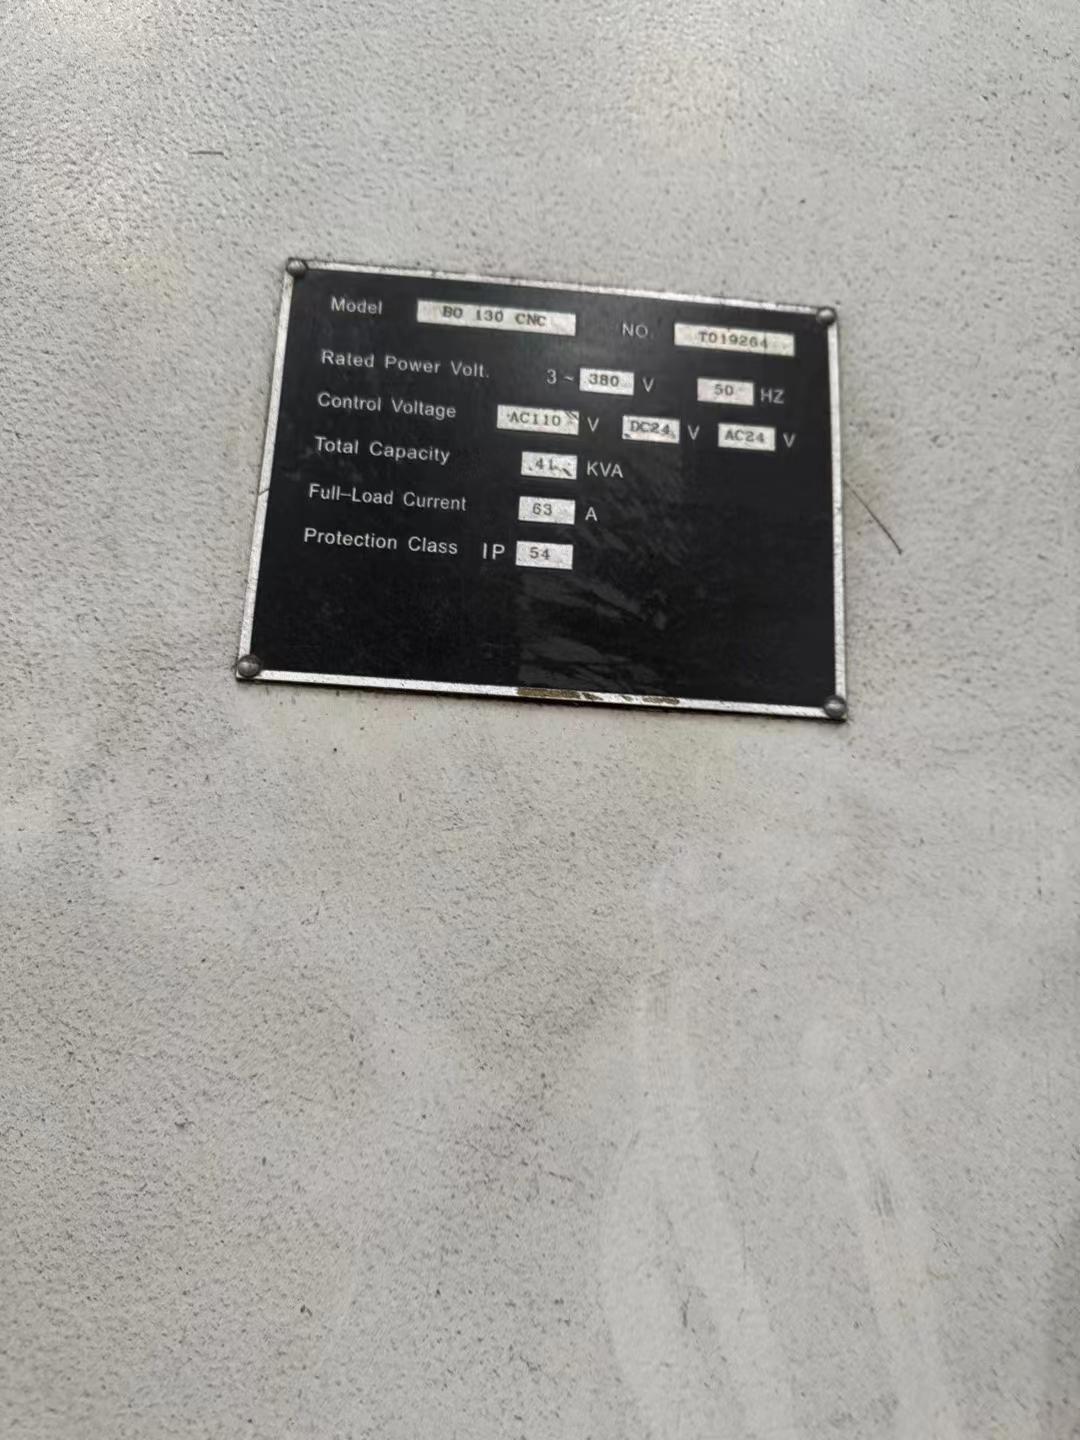 Model BO 130 CNC NO. T019264
Rated Power Volt. 3~ 380 V 50 HZ
Control Voltage AC110 V DC24 V AC24 V
Total Capacity 41 KVA
Full-Load Current 63 A
Protection Class IP 54